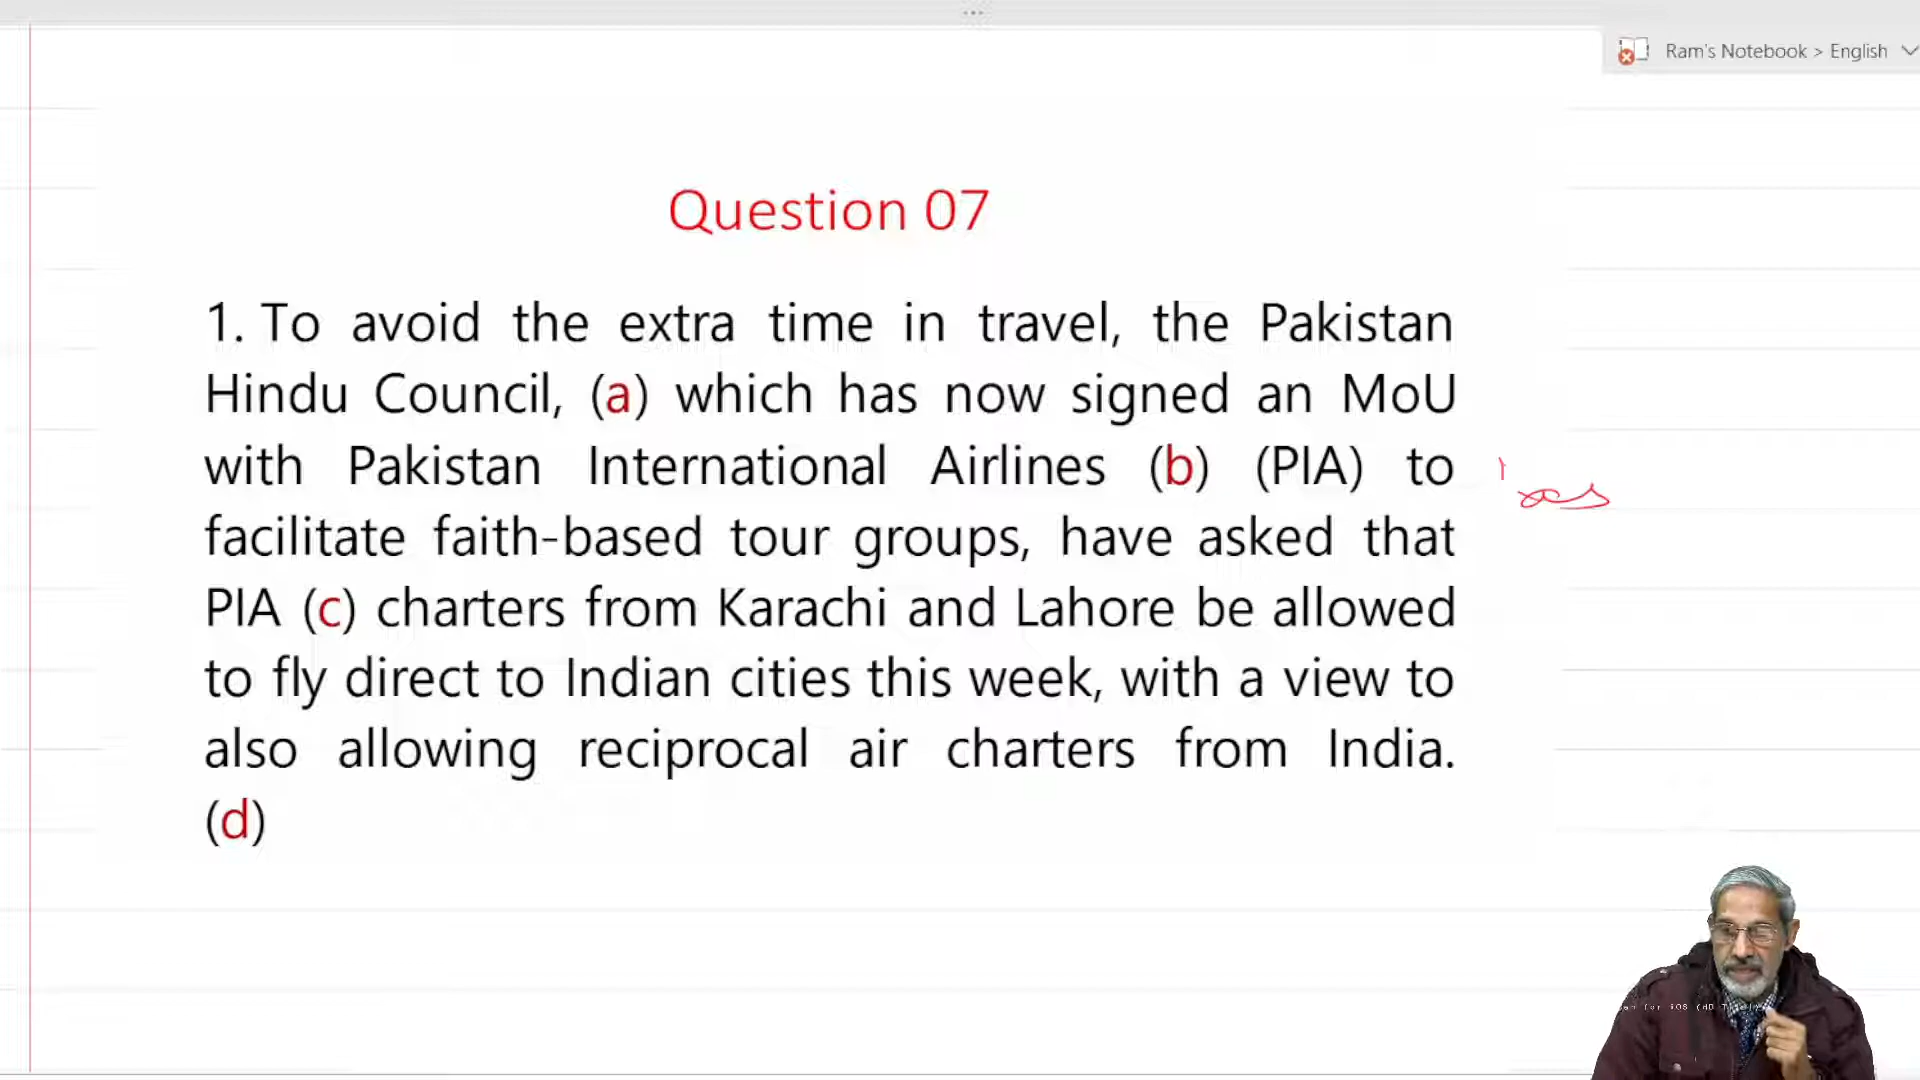 Ram's Notebook > English
Question 07
1. To avoid the extra time in travel, the Pakistan
Hindu Council, (a) which has now signed an MoU
with Pakistan International Airlines (b) (PIA) to
facilitate faith-based tour groups, have asked that
PIA (c) charters from Karachi and Lahore be allowed
to fly direct to Indian cities this week, with a view to
also allowing reciprocal air charters from India.
(d)